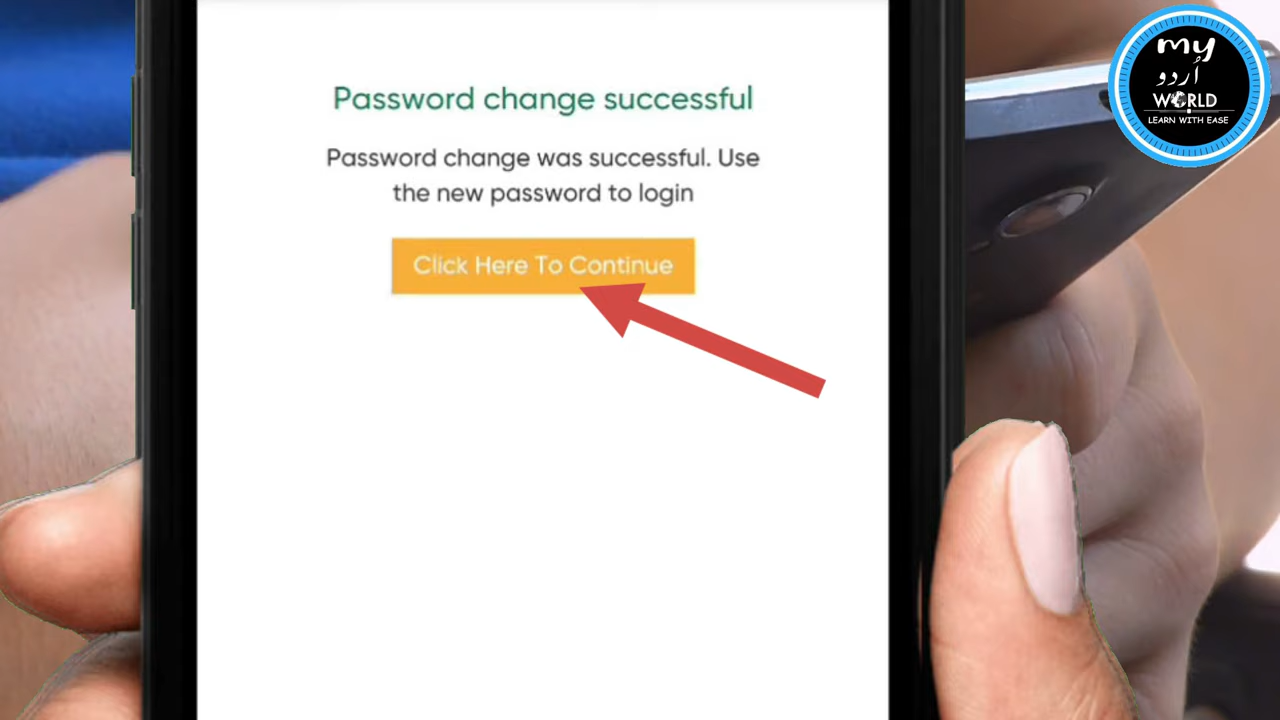 Password change successful
Password change was successful. Use
the new password to login
Click Here To Continue
my
اُردو
WORLD
LEARN WITH EASE